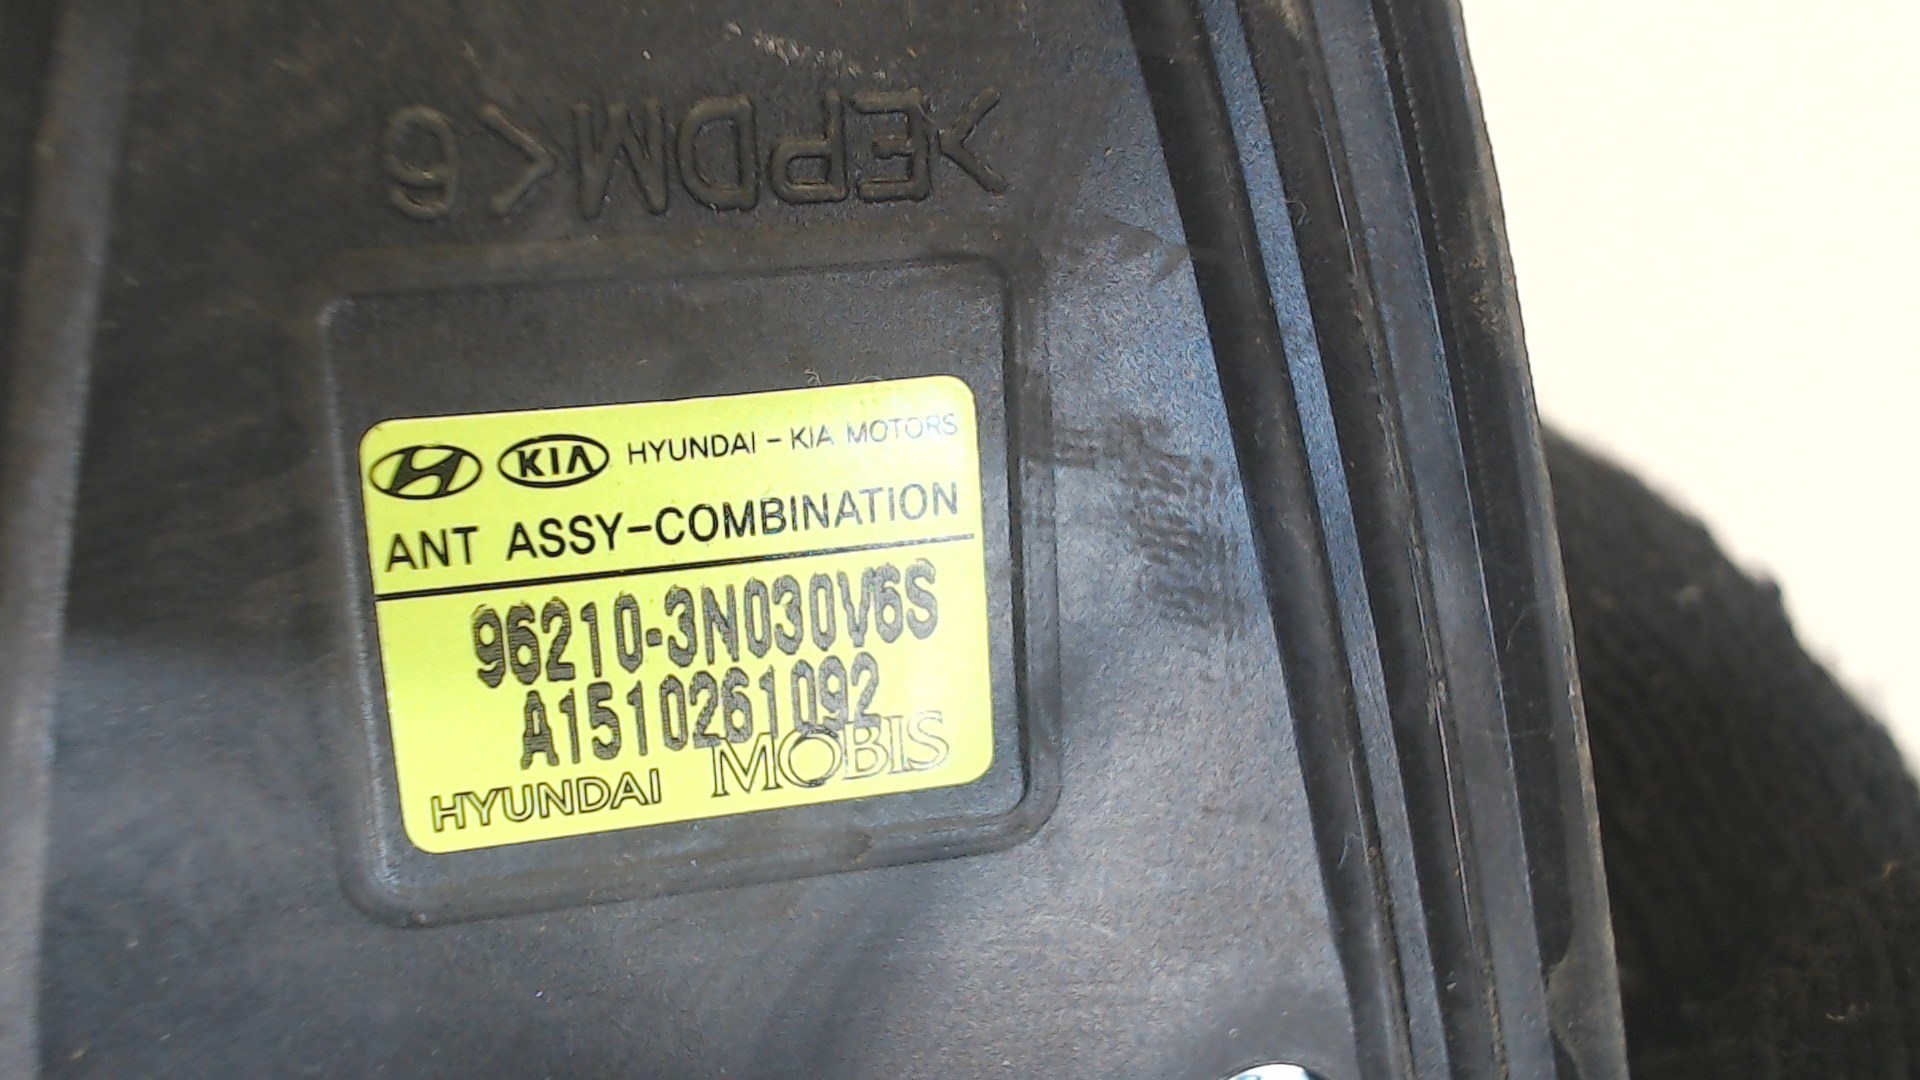 >EPDM<6
KIA HYUNDAI - KIA MOTORS
ANT ASSY-COMBINATION
96210-3N030V6S
A1510261092
HYUNDAI MOBIS